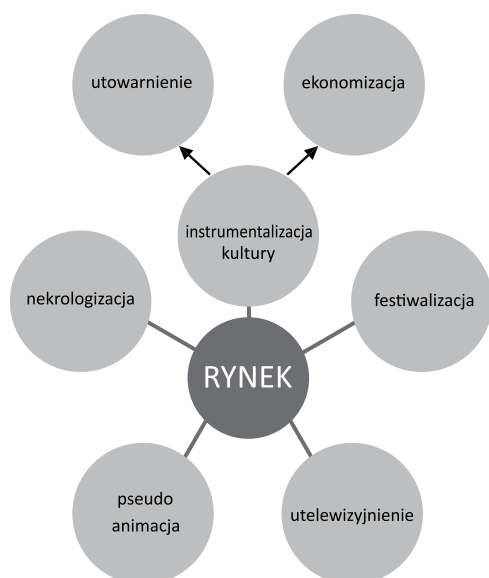 utowarnienie
ekonomizacja
instrumentalizacja
kultury
nekrologizacja
festiwalizacja
RYNEK
pseudo
animacja
utelewizyjnienie